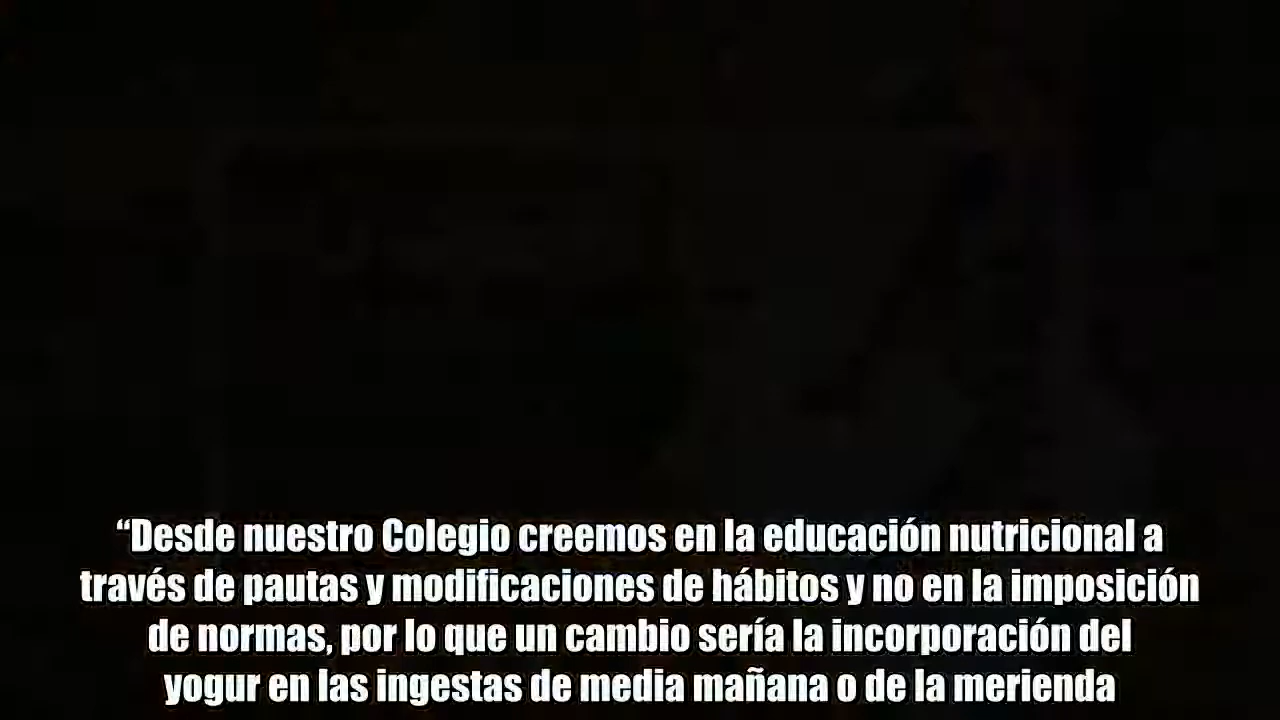 “Desde nuestro Colegio creemos en la educación nutricional a
través de pautas y modificaciones de hábitos y no en la imposición
de normas, por lo que un cambio sería la incorporación del
yogur en las ingestas de media mañana o de la merienda